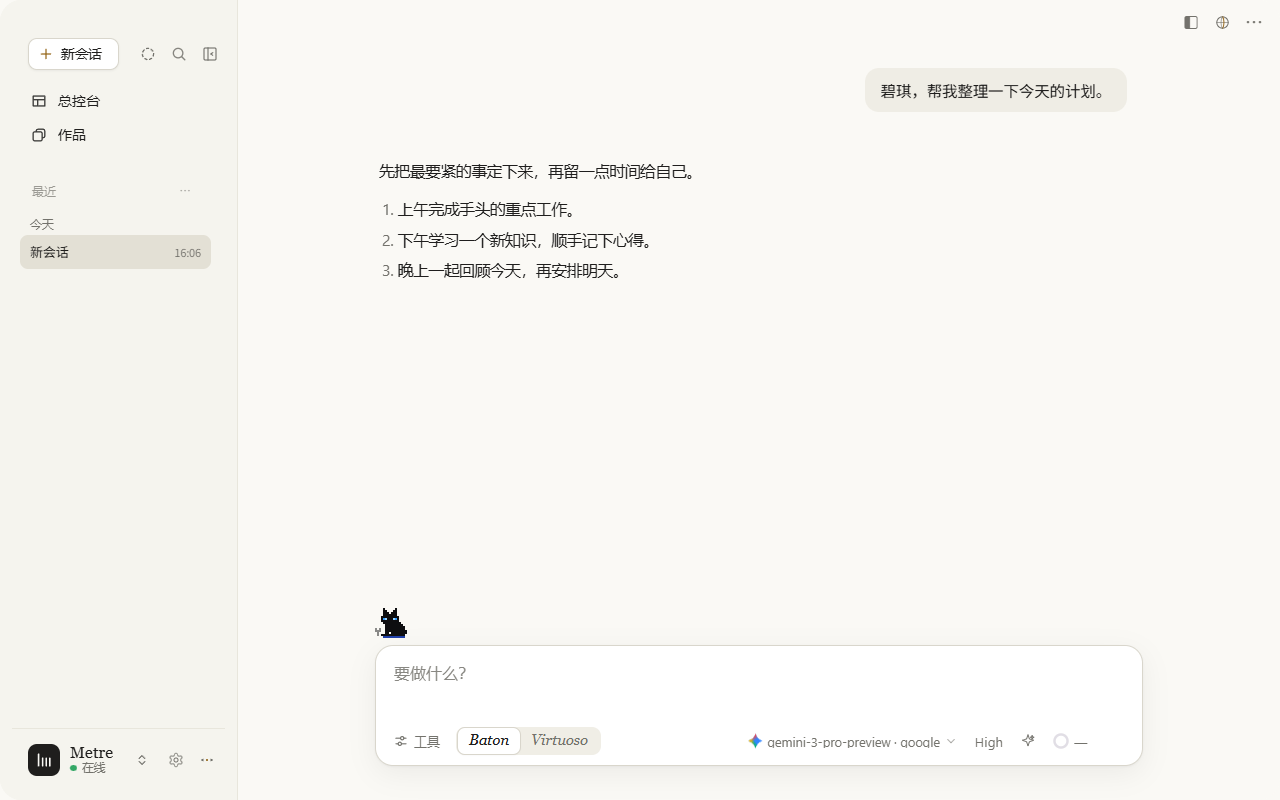 新会话
总控台
作品
最近
今天
新会话 16:06
Metre
在线
碧琪，帮我整理一下今天的计划。
先把最要紧的事定下来，再留一点时间给自己。
1. 上午完成手头的重点工作。
2. 下午学习一个新知识，顺手记下心得。
3. 晚上一起回顾今天，再安排明天。
要做什么？
工具 Baton Virtuoso gemini-3-pro-preview · google High —